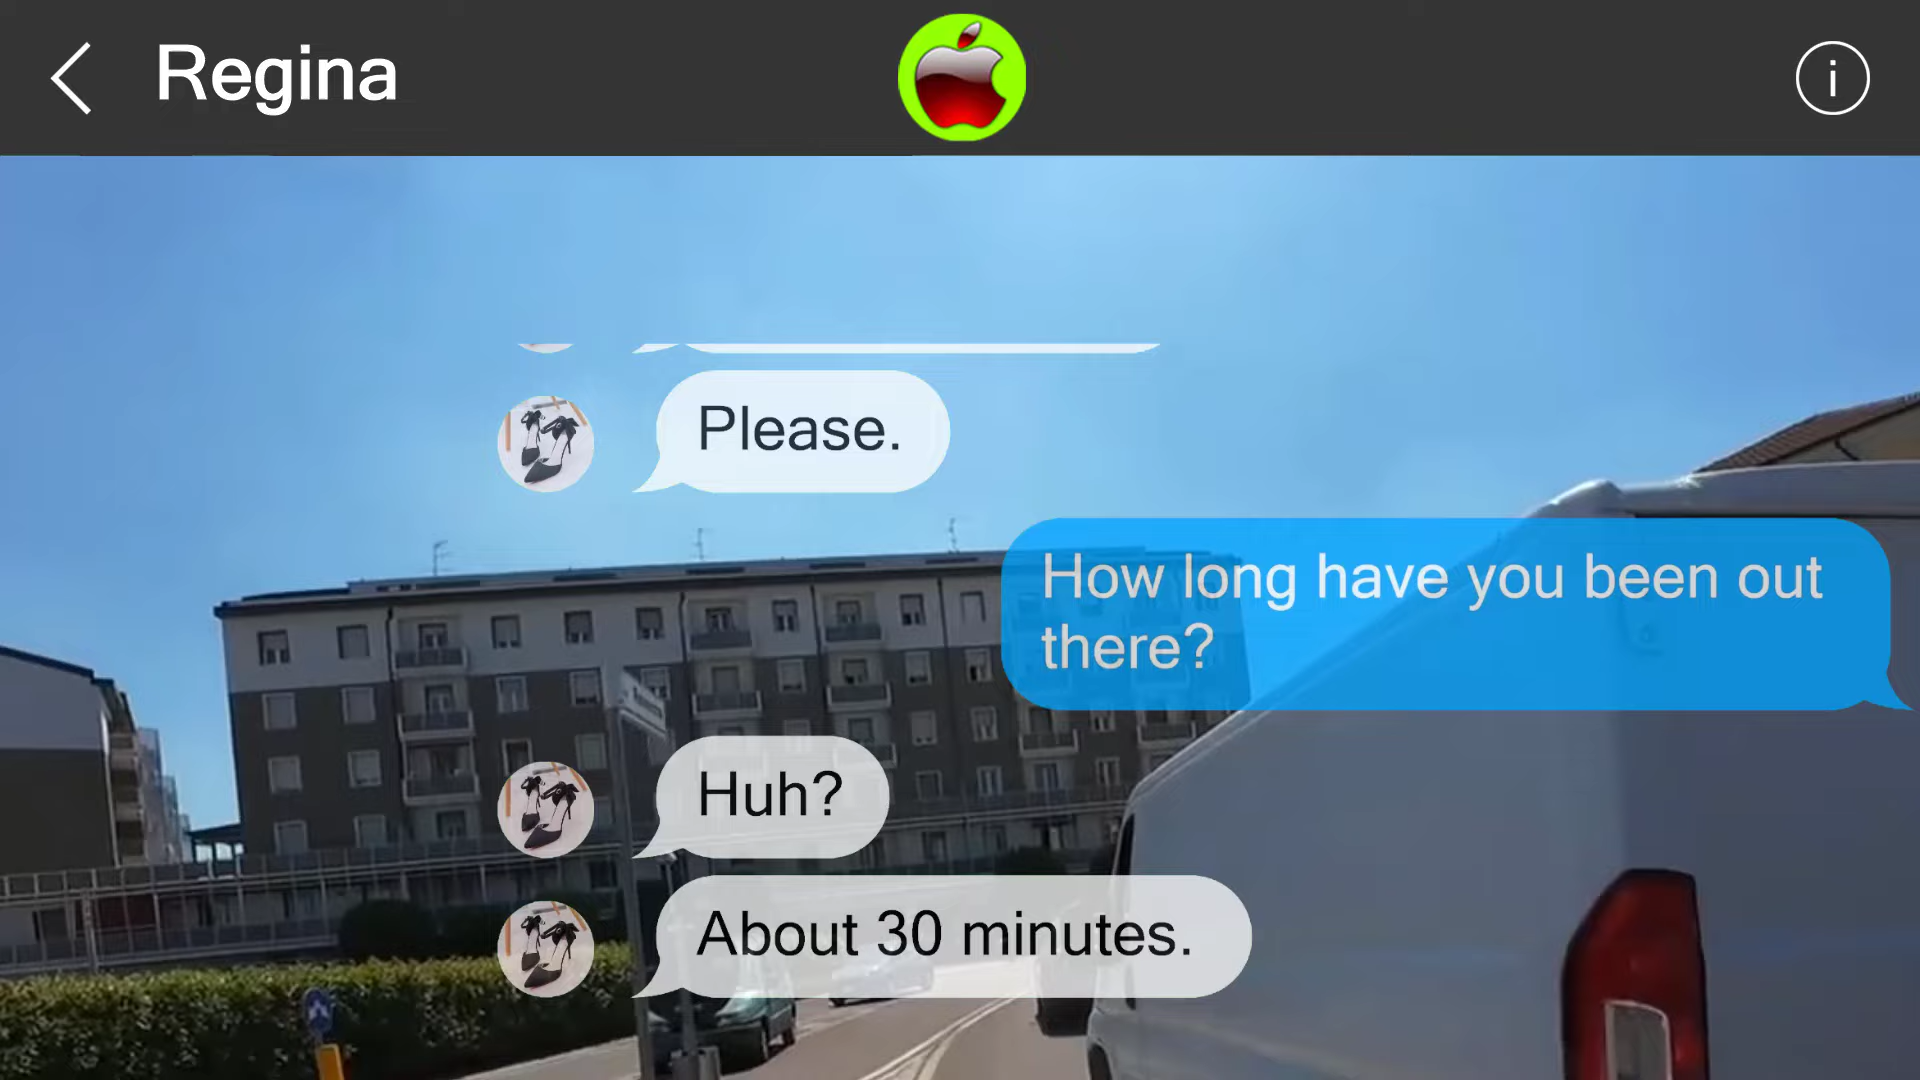 Regina
i
Please.
How long have you been out
there?
Huh?
About 30 minutes.